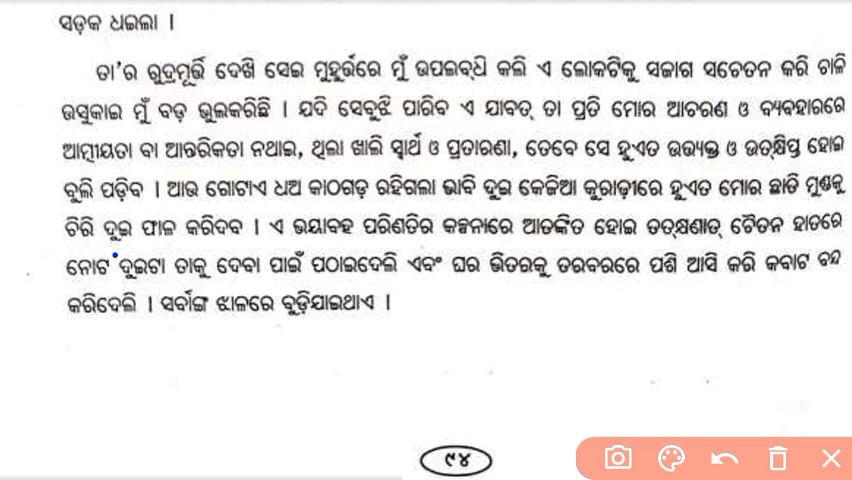 ସଡ଼କ ଧଇଲା ।
ତା'ର ରୁଦ୍ରମୂର୍ତ୍ତି ଦେଖି ସେଇ ମୁହୂର୍ତ୍ତରେ ମୁଁ ଉପଲବ୍ଧି କଲି ଏ ଲୋକଟିକୁ ସଜାଗ ସଚେତନ କରି ଟାଳି
ଉସୁକାଇ ମୁଁ ବଡ଼ ଭୁଲକରିଛି । ଯଦି ସେବୁଝି ପାରିବ ଏ ଯାବତ୍ ତା ପ୍ରତି ମୋର ଆଚରଣ ଓ ବ୍ୟବହାରରେ
ଆତ୍ମୀୟତା ବା ଆନ୍ତରିକତା ନଥାଇ, ଥିଲା ଖାଲି ସ୍ୱାର୍ଥ ଓ ପ୍ରତାରଣା, ତେବେ ସେ ହୁଏତ ଉତ୍ତ୍ୟକ୍ତ ଓ ଉତ୍‌କ୍ଷିପ୍ତ ହୋଇ
ବୁଲି ପଡ଼ିବ । ଆଉ ଗୋଟାଏ ଧଅ କାଠଗଡ଼ ରହିଗଲା ଭାବି ଦୁଇ କେଜିଆ କୁରାଢ଼ୀରେ ହୁଏତ ମୋର ଛାତି ମୁଣ୍ଡକୁ
ଚିରି ଦୁଇ ଫାଳ କରିଦବ । ଏ ଭୟାବହ ପରିଣତିର କଳ୍ପନାରେ ଆତଙ୍କିତ ହୋଇ ତତ୍‌କ୍ଷଣାତ୍ ଚୈତନ ହାତରେ
ନୋଟ ଦୁଇଟା ତାକୁ ଦେବା ପାଇଁ ପଠାଇଦେଲି ଏବଂ ଘର ଭିତରକୁ ତରବରରେ ପଶି ଆସି କରି କବାଟ ବନ୍ଦ
କରିଦେଲି । ସର୍ବାଙ୍ଗ ଝାଳରେ ବୁଡ଼ିଯାଇଥାଏ ।
୯୪